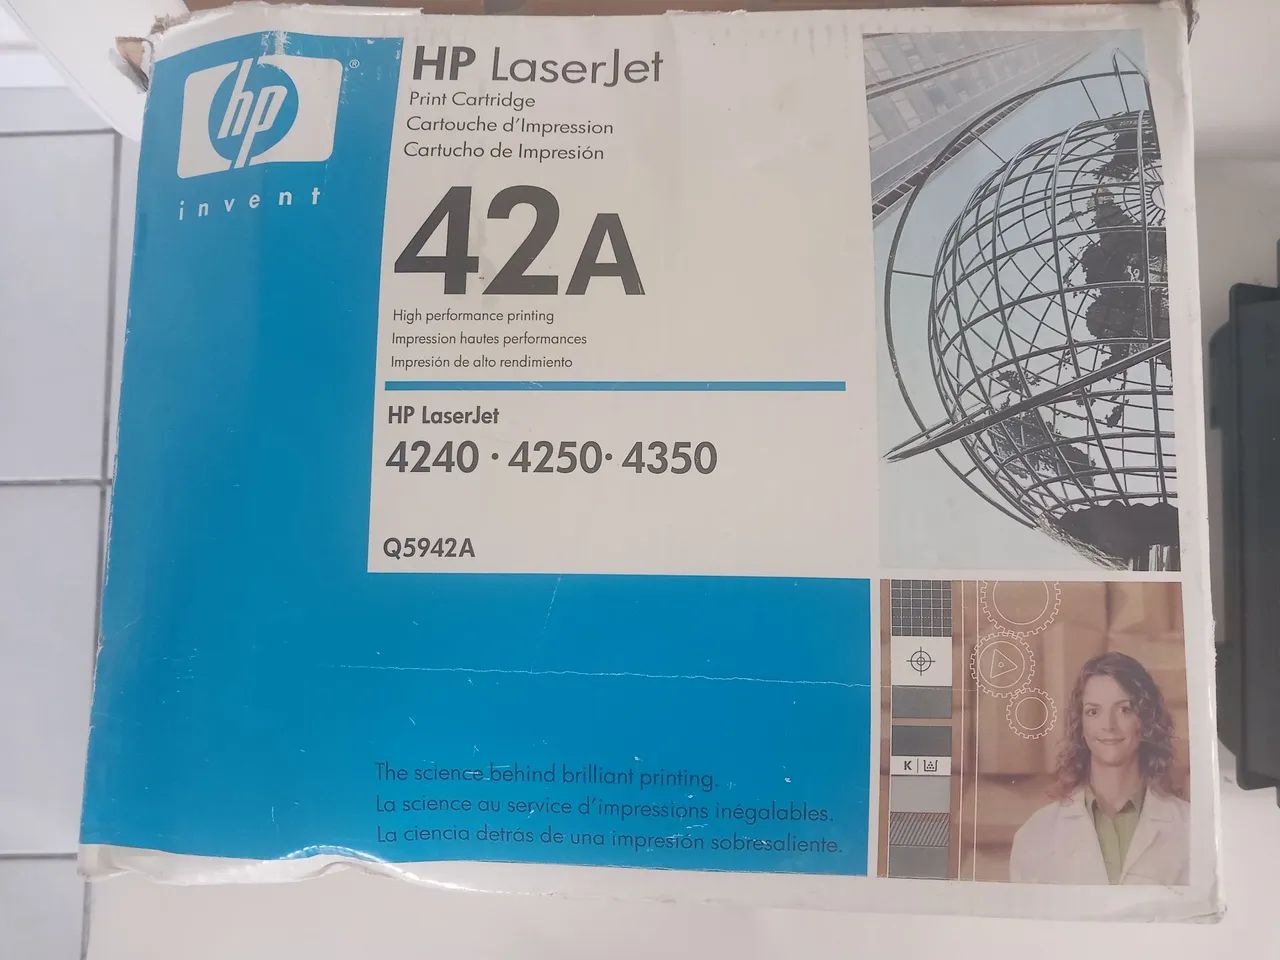 hp
®
invent
HP LaserJet
Print Cartridge
Cartouche d'Impression
Cartucho de Impresión
42A
High performance printing
Impression hautes performances
Impresión de alto rendimiento
HP LaserJet
4240 · 4250 · 4350
Q5942A
The science behind brilliant printing.
La science au service d'impressions inégalables.
La ciencia detrás de una impresión sobresaliente.
K